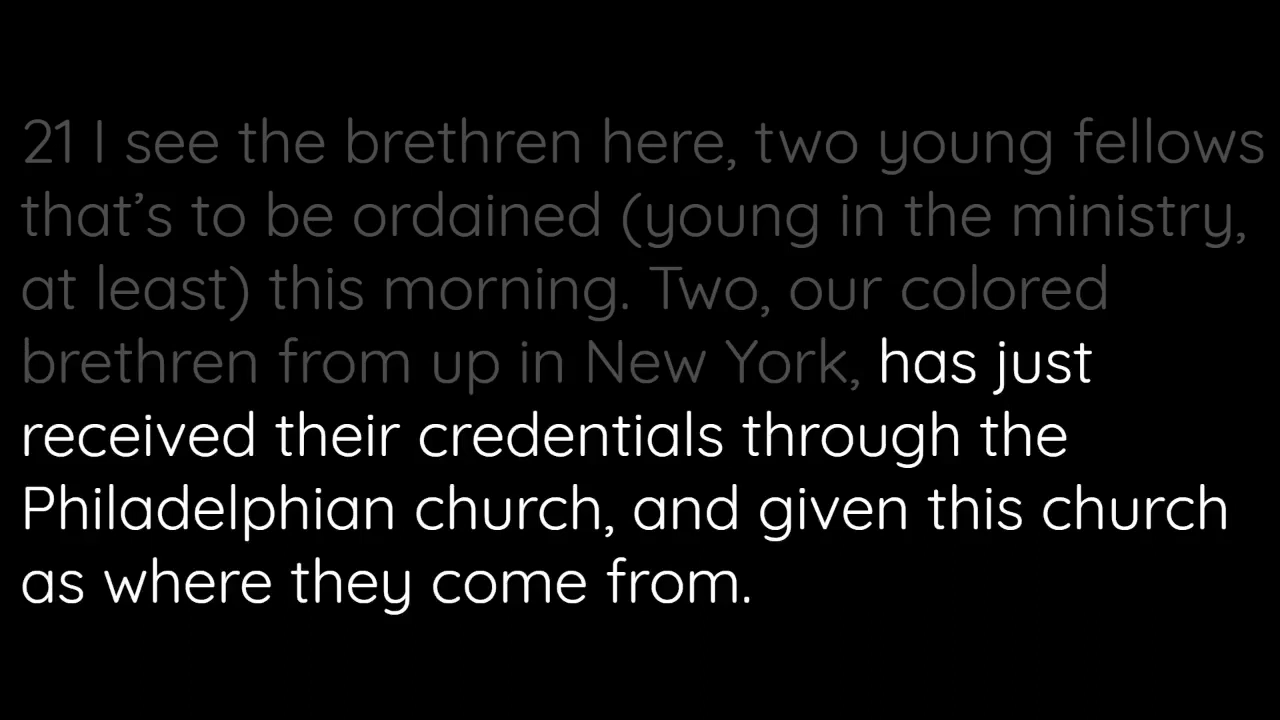 21 I see the brethren here, two young fellows
that’s to be ordained (young in the ministry,
at least) this morning. Two, our colored
brethren from up in New York, has just
received their credentials through the
Philadelphian church, and given this church
as where they come from.